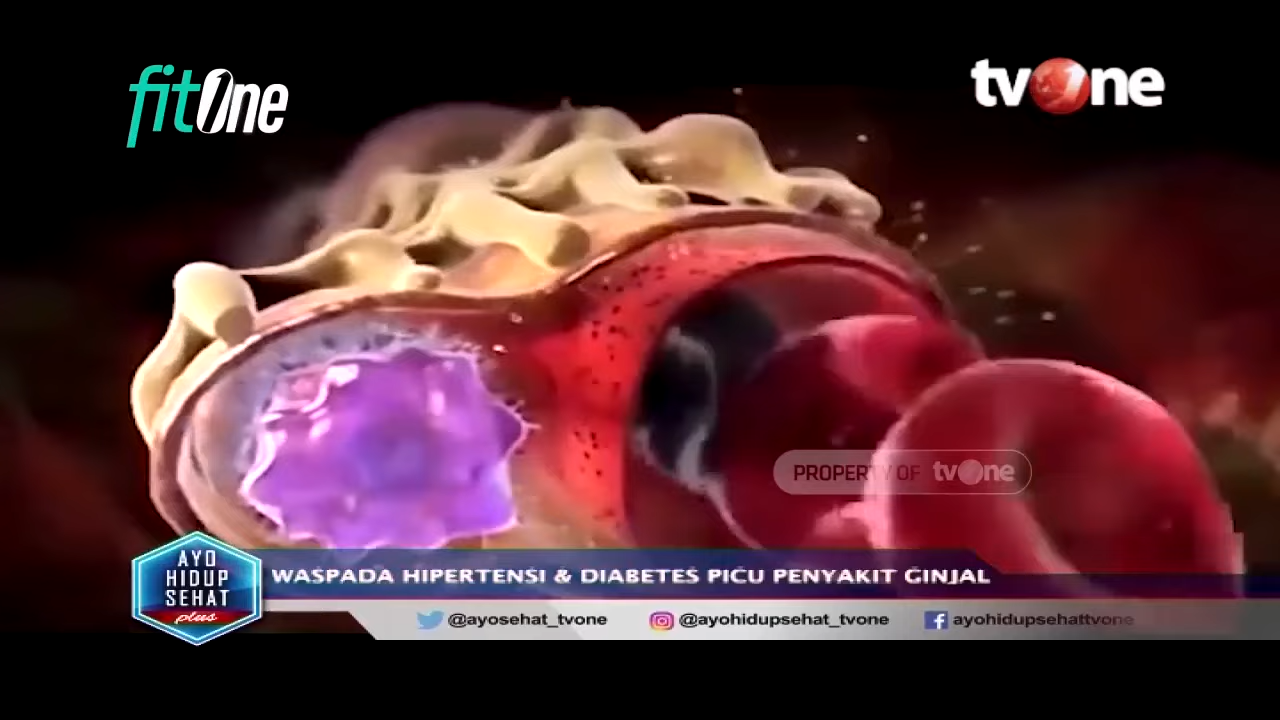 fitOne
tvOne
PROPERTY OF tvOne
AYO
HIDUP
SEHAT
plus
WASPADA HIPERTENSI & DIABETES PICU PENYAKIT GINJAL
@ayosehat_tvone @ayohidupsehat_tvone ayohidupsehattvone